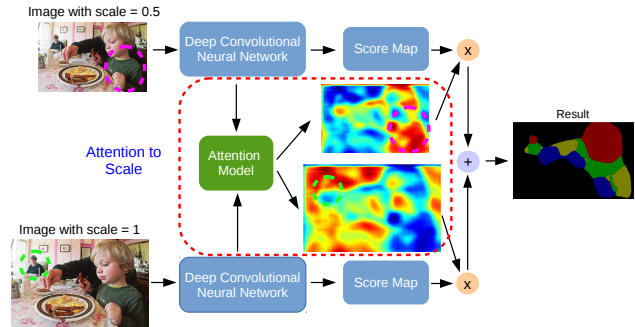 Image with scale = 0.5
Deep Convolutional
Neural Network
Score Map
x
Attention to
Scale
Attention
Model
Result
+
Image with scale = 1
Deep Convolutional
Neural Network
Score Map
x